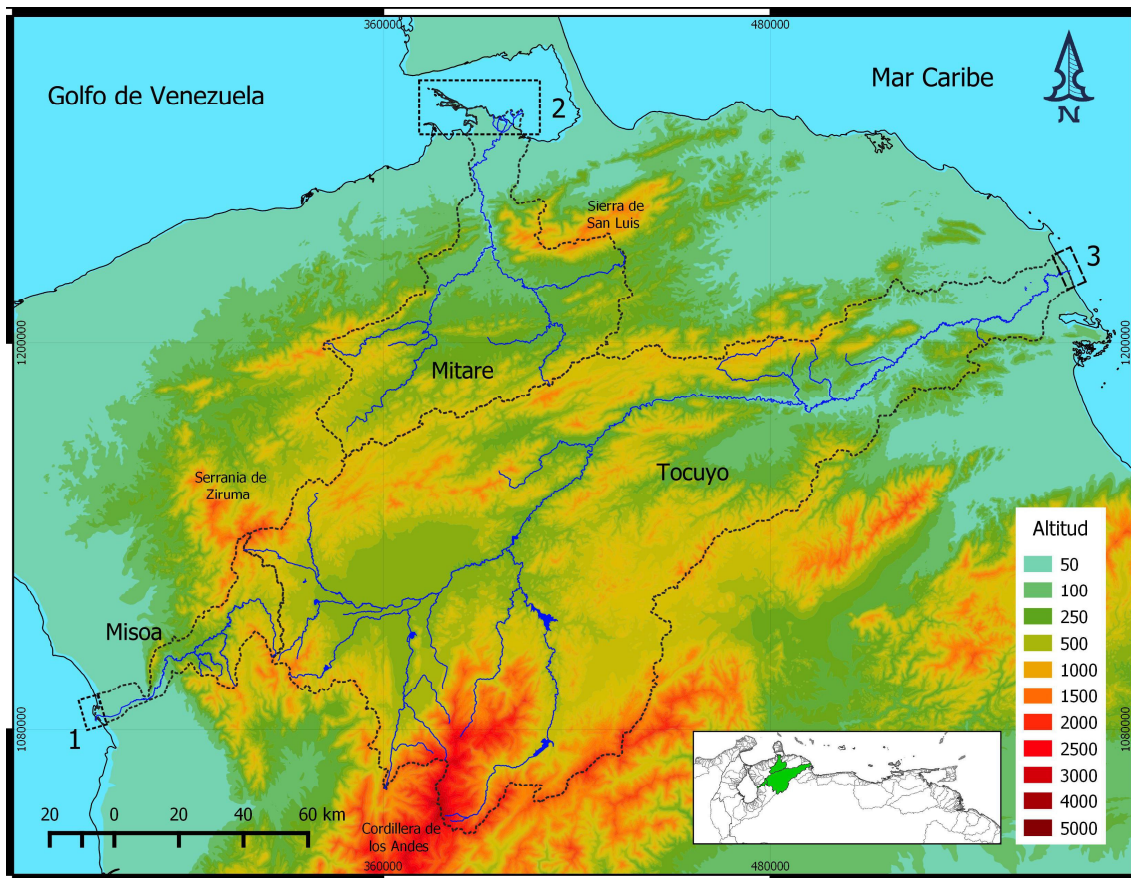 360000
480000
Golfo de Venezuela
Mar Caribe
N
2
Sierra de
San Luis
3
1200000
1200000
Mitare
Serrania de
Ziruma
Tocuyo
Altitud
50
100
250
500
1000
1500
2000
2500
3000
4000
5000
Misoa
1
1080000
1080000
20 0 20 40 60 km
Cordillera de
los Andes
360000
480000